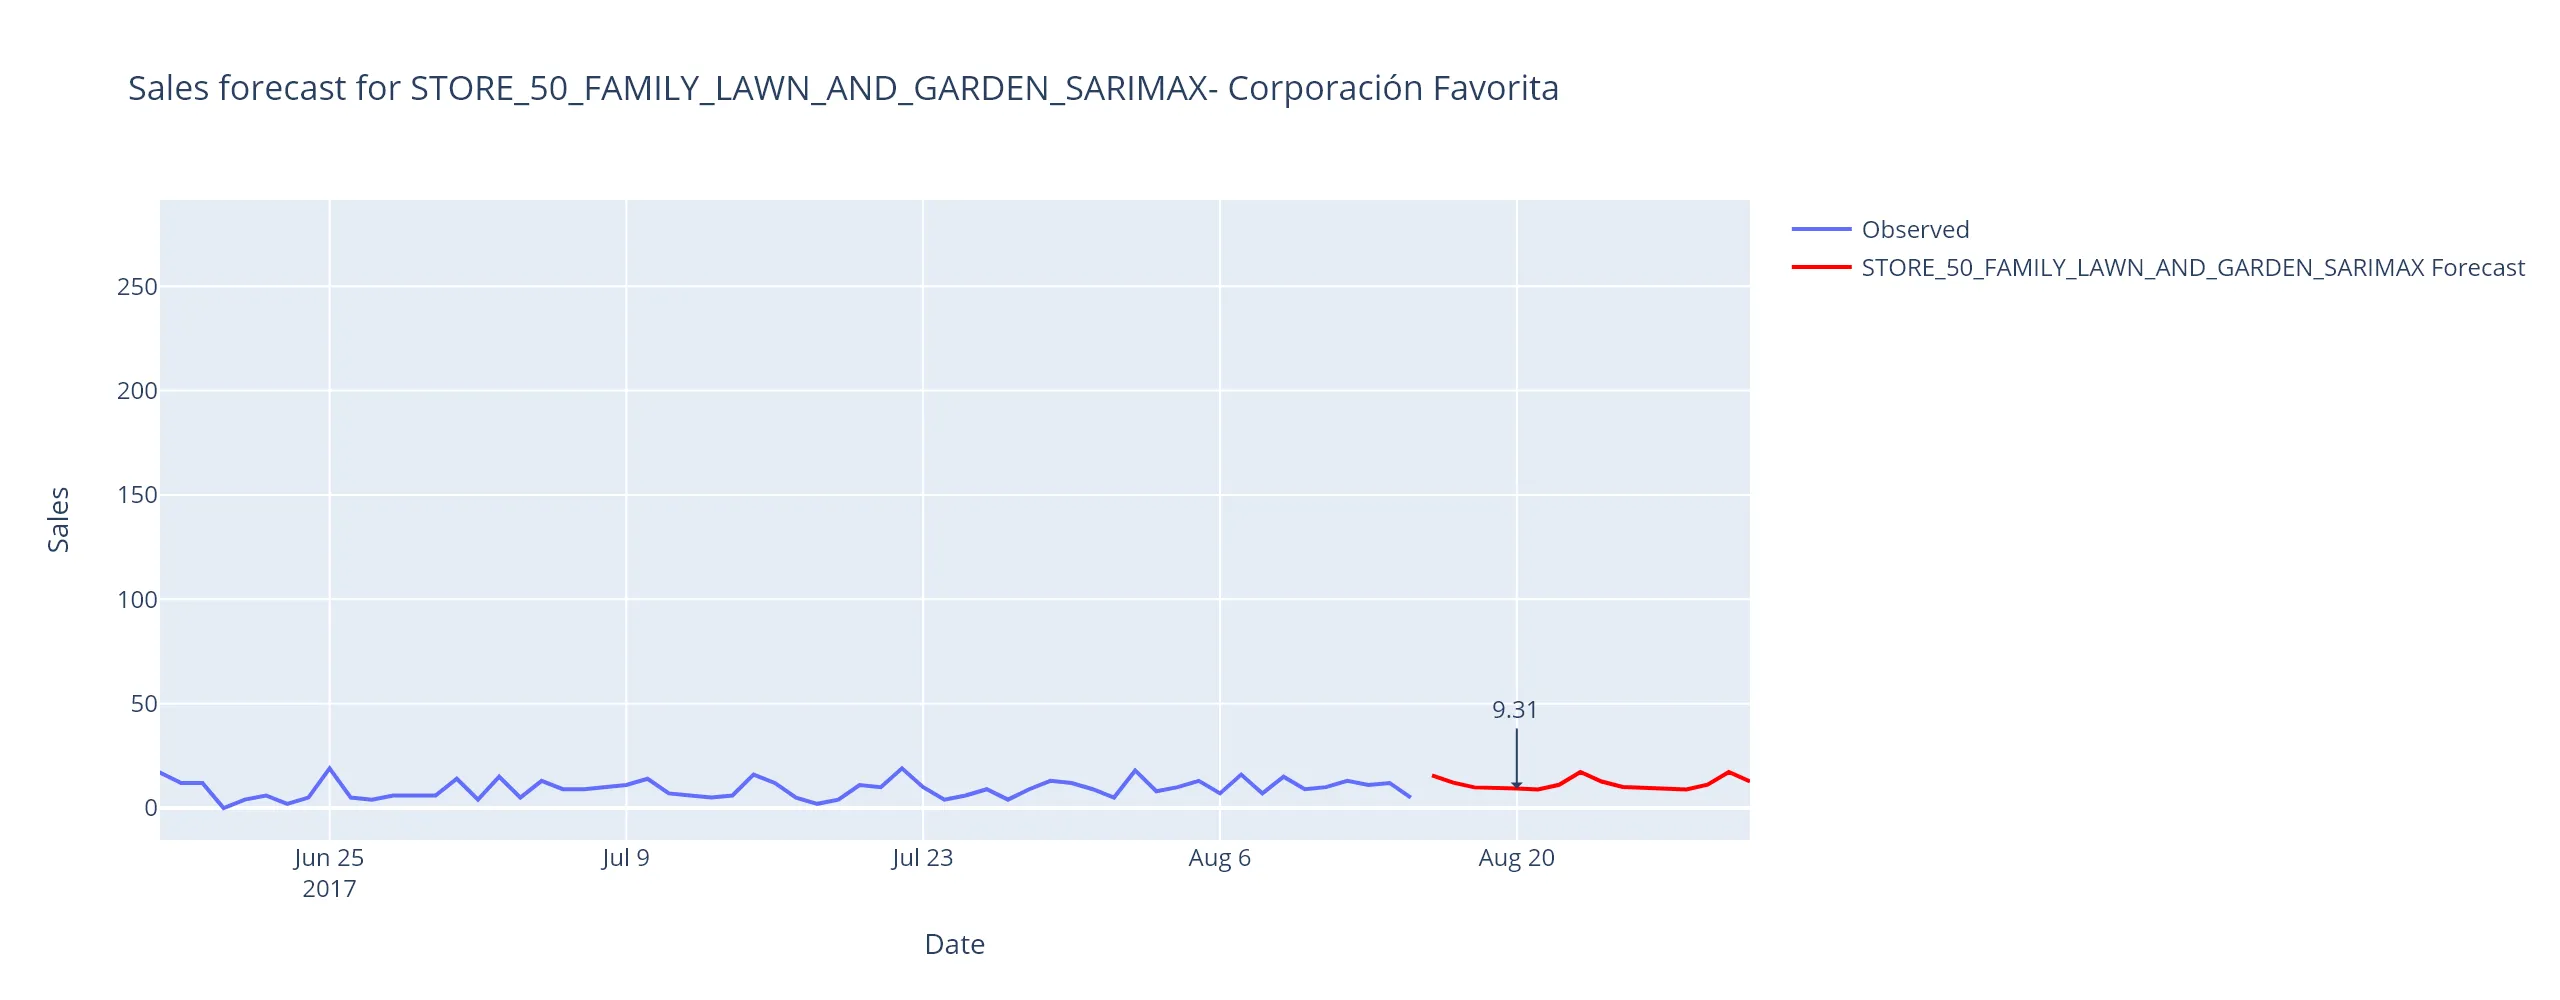 Sales forecast for STORE_50_FAMILY_LAWN_AND_GARDEN_SARIMAX- Corporación Favorita
Observed
STORE_50_FAMILY_LAWN_AND_GARDEN_SARIMAX Forecast
Sales
250
200
150
100
50
0
9.31
Jun 25
2017
Jul 9
Jul 23
Aug 6
Aug 20
Date